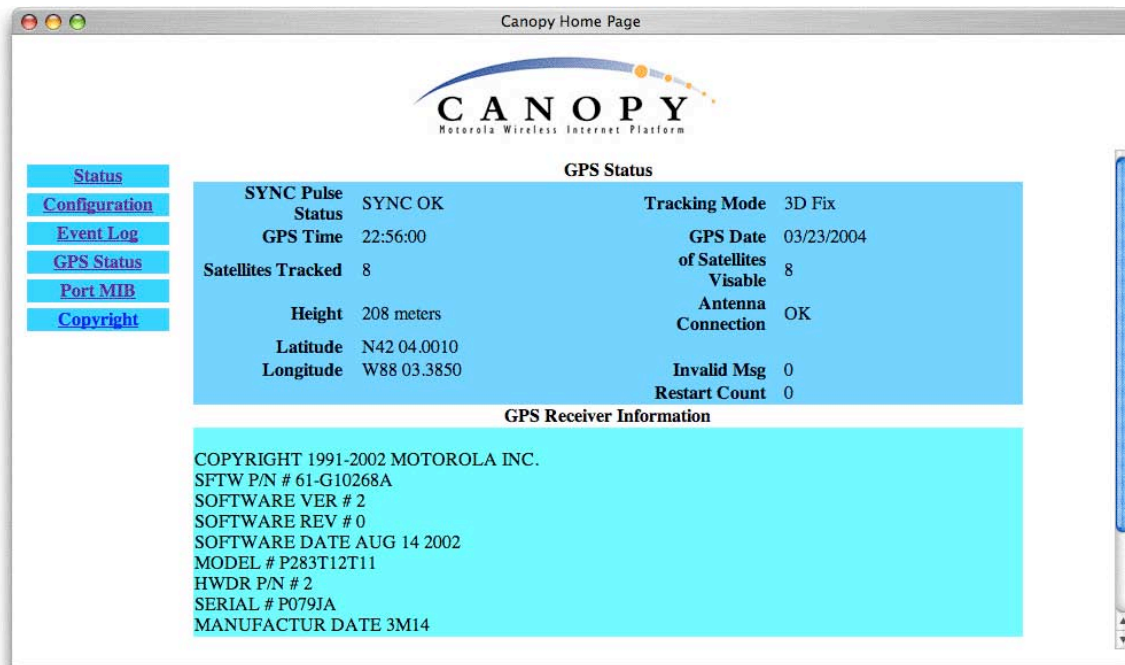 Canopy Home Page
CANOPY
Motorola Wireless Internet Platform
Status
Configuration
Event Log
GPS Status
Port MIB
Copyright
GPS Status
SYNC Pulse Status SYNC OK Tracking Mode 3D Fix
GPS Time 22:56:00 GPS Date 03/23/2004
Satellites Tracked 8 of Satellites Visable 8
Height 208 meters Antenna Connection OK
Latitude N42 04.0010
Longitude W88 03.3850 Invalid Msg 0
Restart Count 0
GPS Receiver Information
COPYRIGHT 1991-2002 MOTOROLA INC.
SFTW P/N # 61-G10268A
SOFTWARE VER # 2
SOFTWARE REV # 0
SOFTWARE DATE AUG 14 2002
MODEL # P283T12T11
HWDR P/N # 2
SERIAL # P079JA
MANUFACTUR DATE 3M14